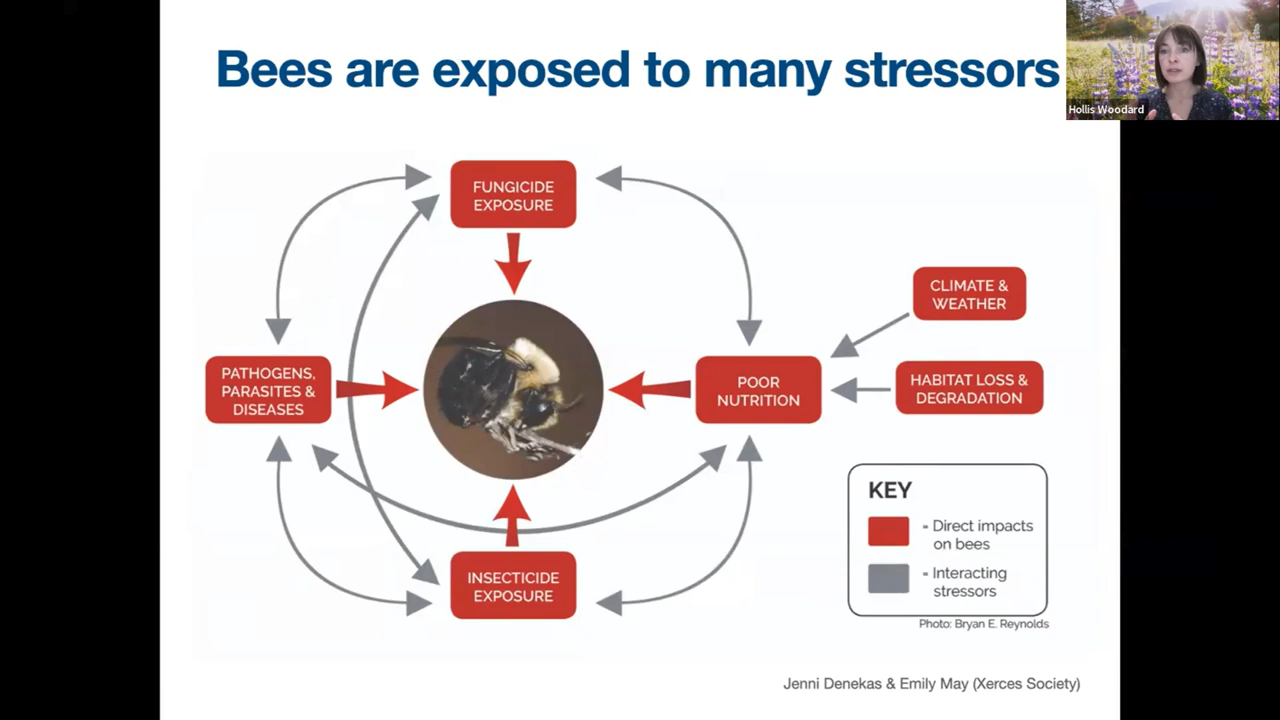 Bees are exposed to many stressors
Hollis Woodard
FUNGICIDE
EXPOSURE
CLIMATE &
WEATHER
PATHOGENS,
PARASITES &
DISEASES
POOR
NUTRITION
HABITAT LOSS &
DEGRADATION
INSECTICIDE
EXPOSURE
KEY
= Direct impacts
on bees
= Interacting
stressors
Photo: Bryan E. Reynolds
Jenni Denekas & Emily May (Xerces Society)